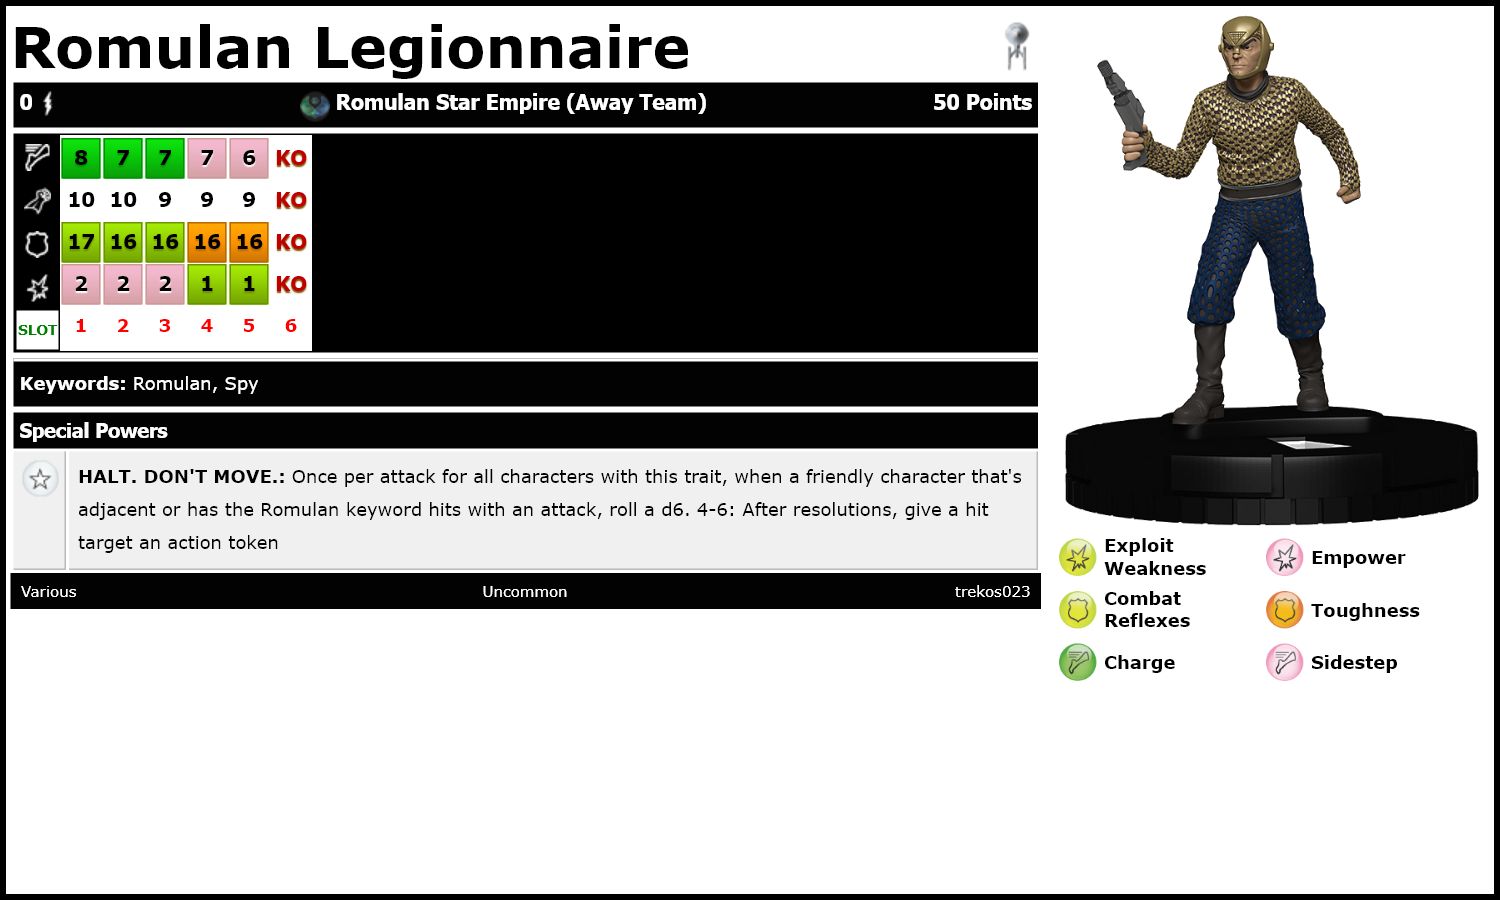 Romulan Legionnaire
0 Romulan Star Empire (Away Team) 50 Points
8 7 7 7 6 KO
10 10 9 9 9 KO
17 16 16 16 16 KO
2 2 2 1 1 KO
SLOT 1 2 3 4 5 6
Keywords: Romulan, Spy
Special Powers
HALT. DON'T MOVE.: Once per attack for all characters with this trait, when a friendly character that's
adjacent or has the Romulan keyword hits with an attack, roll a d6. 4-6: After resolutions, give a hit
target an action token
Various Uncommon trekos023
Exploit
Weakness
Empower
Combat
Reflexes
Toughness
Charge
Sidestep